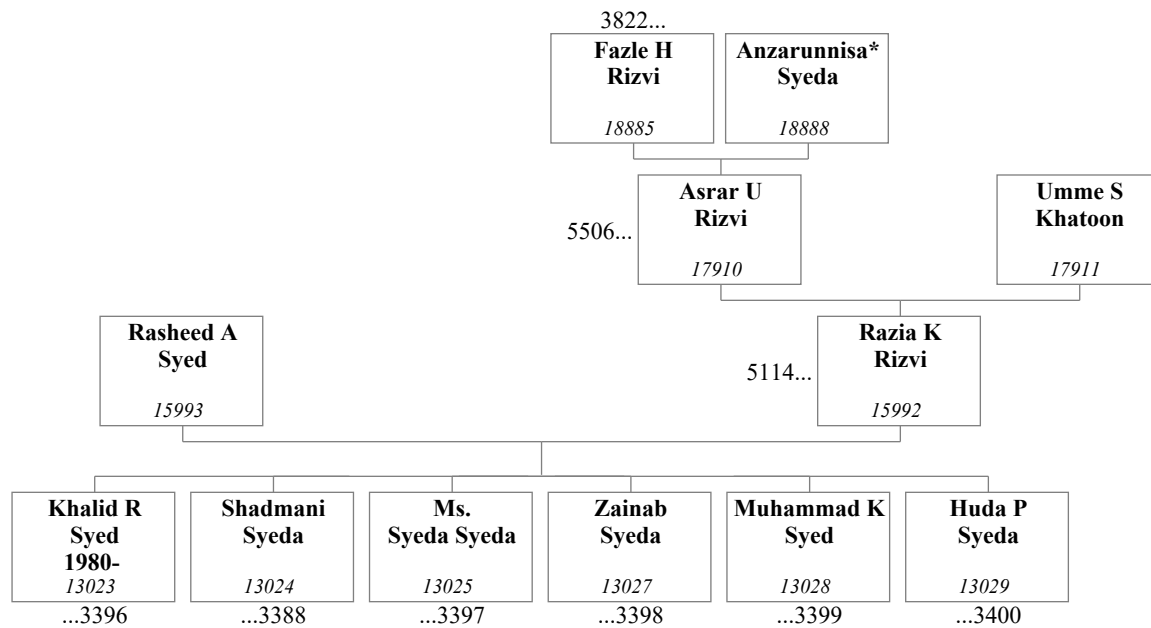 3822...
Fazle H
Rizvi
18885
Anzarunnisa*
Syeda
18888
5506...
Asrar U
Rizvi
17910
Umme S
Khatoon
17911
Rasheed A
Syed
15993
5114...
Razia K
Rizvi
15992
Khalid R
Syed
1980-
13023
...3396
Shadmani
Syeda
13024
...3388
Ms.
Syeda Syeda
13025
...3397
Zainab
Syeda
13027
...3398
Muhammad K
Syed
13028
...3399
Huda P
Syeda
13029
...3400